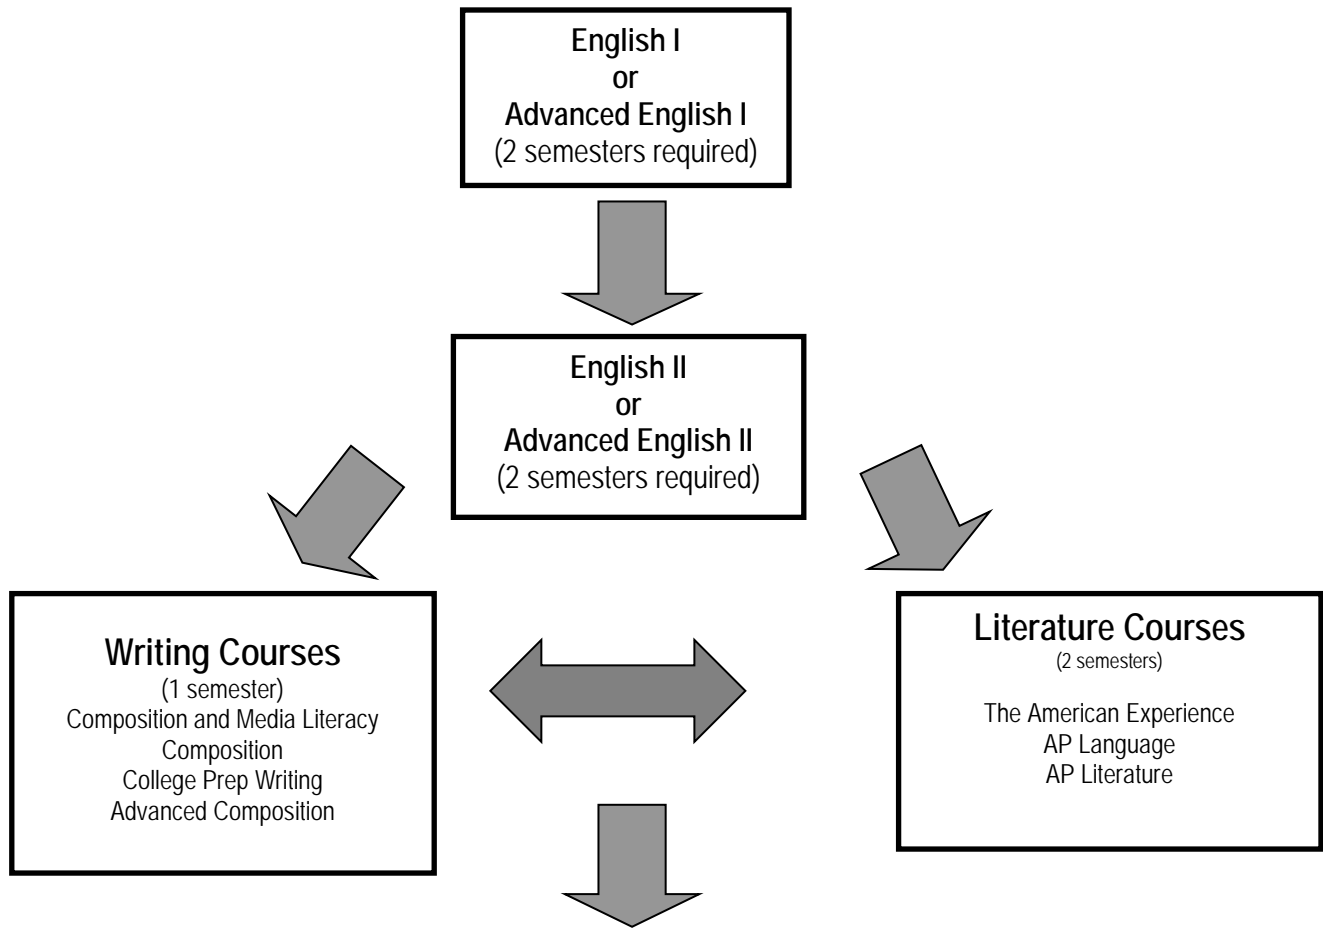 English I
or
Advanced English I
(2 semesters required)
English II
or
Advanced English II
(2 semesters required)
Writing Courses
(1 semester)
Composition and Media Literacy
Composition
College Prep Writing
Advanced Composition
Literature Courses
(2 semesters)
The American Experience
AP Language
AP Literature